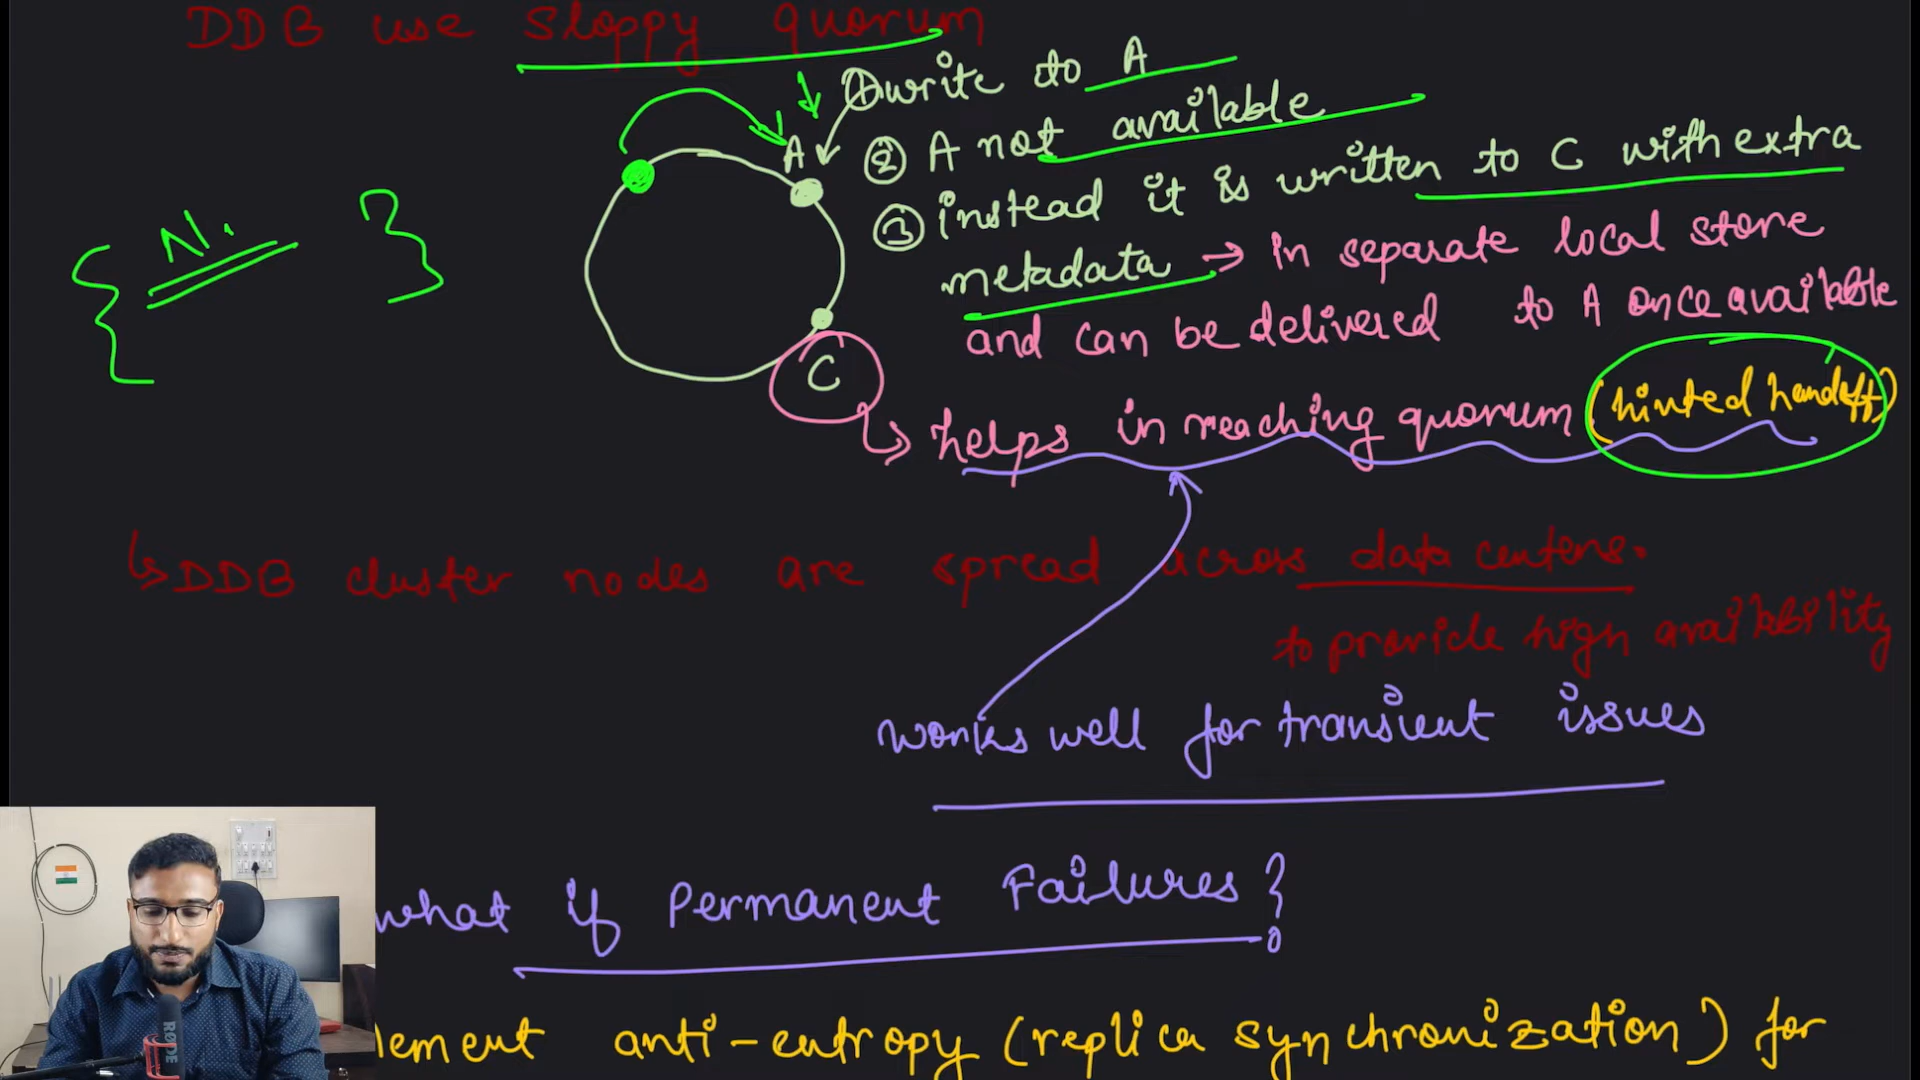 DDB use sloppy quorum
① write to A
② A not available
③ instead it is written to C with extra
metadata → in separate local store
and can be delivered to A once available
helps in reaching quorum (hinted handoff)
A
C
N.
↳ DDB cluster nodes are spread across data centers.
to provide high availability
works well for transient issues
what if Permanent Failures?
lement anti-entropy (replica synchronization) for
RØDE